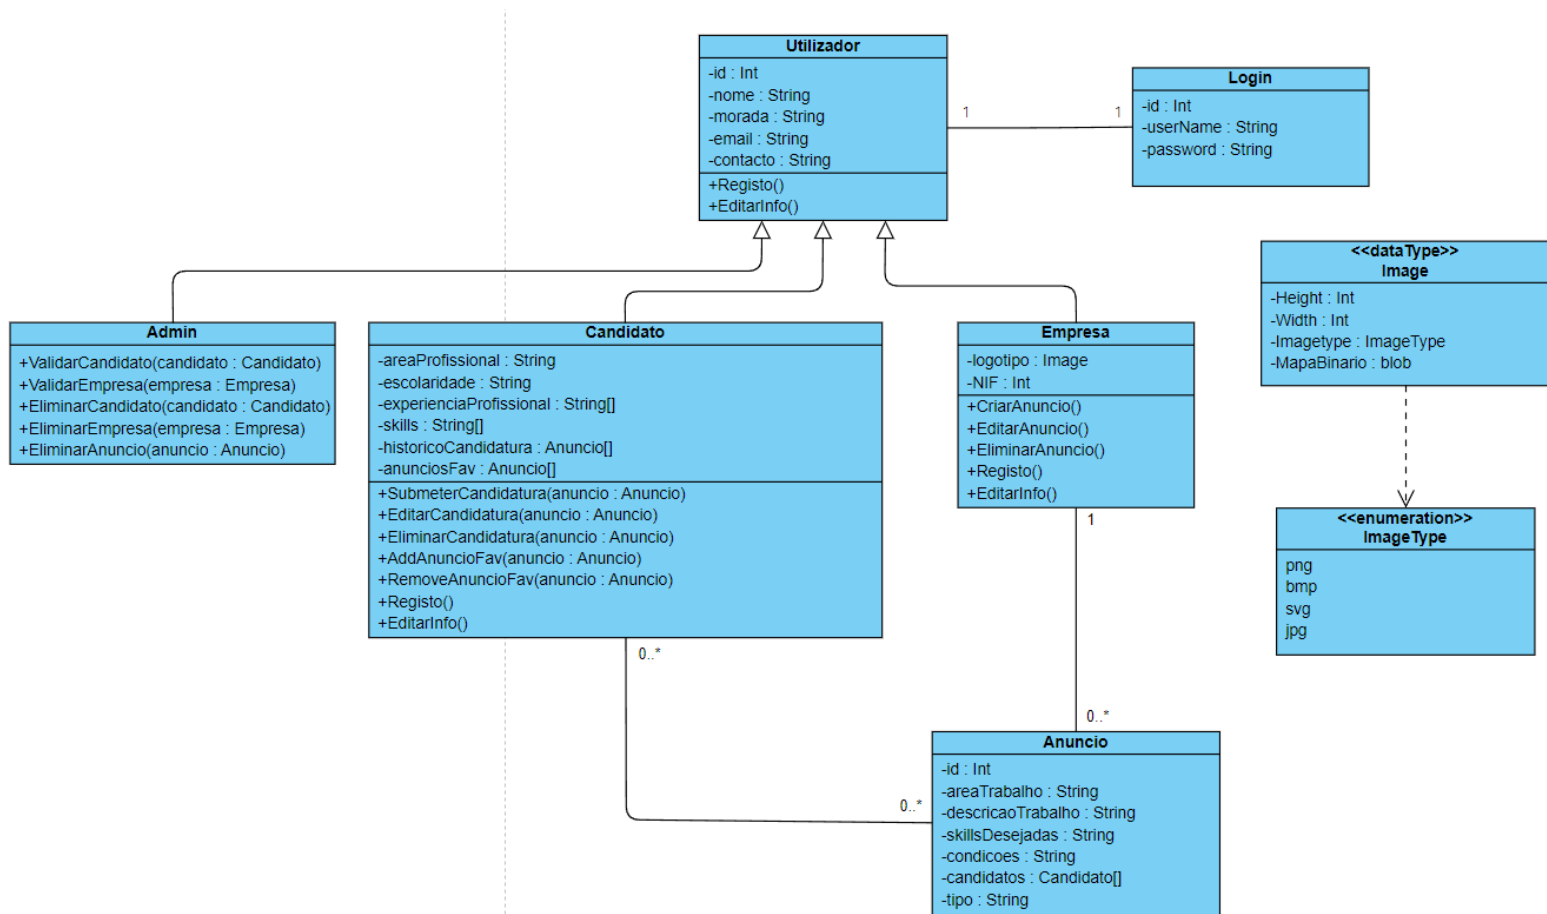 Utilizador
-id : Int
-nome : String
-morada : String
-email : String
-contacto : String
+Registo()
+EditarInfo()
1
1
Login
-id : Int
-userName : String
-password : String
<<dataType>>
Image
-Height : Int
-Width : Int
-Imagetype : ImageType
-MapaBinario : blob
Admin
+ValidarCandidato(candidato : Candidato)
+ValidarEmpresa(empresa : Empresa)
+EliminarCandidato(candidato : Candidato)
+EliminarEmpresa(empresa : Empresa)
+EliminarAnuncio(anuncio : Anuncio)
Candidato
-areaProfissional : String
-escolaridade : String
-experienciaProfissional : String[]
-skills : String[]
-historicoCandidatura : Anuncio[]
-anunciosFav : Anuncio[]
+SubmeterCandidatura(anuncio : Anuncio)
+EditarCandidatura(anuncio : Anuncio)
+EliminarCandidatura(anuncio : Anuncio)
+AddAnuncioFav(anuncio : Anuncio)
+RemoveAnuncioFav(anuncio : Anuncio)
+Registo()
+EditarInfo()
Empresa
-logotipo : Image
-NIF : Int
+CriarAnuncio()
+EditarAnuncio()
+EliminarAnuncio()
+Registo()
+EditarInfo()
<<enumeration>>
ImageType
png
bmp
svg
jpg
1
0..*
0..*
0..*
Anuncio
-id : Int
-areaTrabalho : String
-descricaoTrabalho : String
-skillsDesejadas : String
-condicoes : String
-candidatos : Candidato[]
-tipo : String